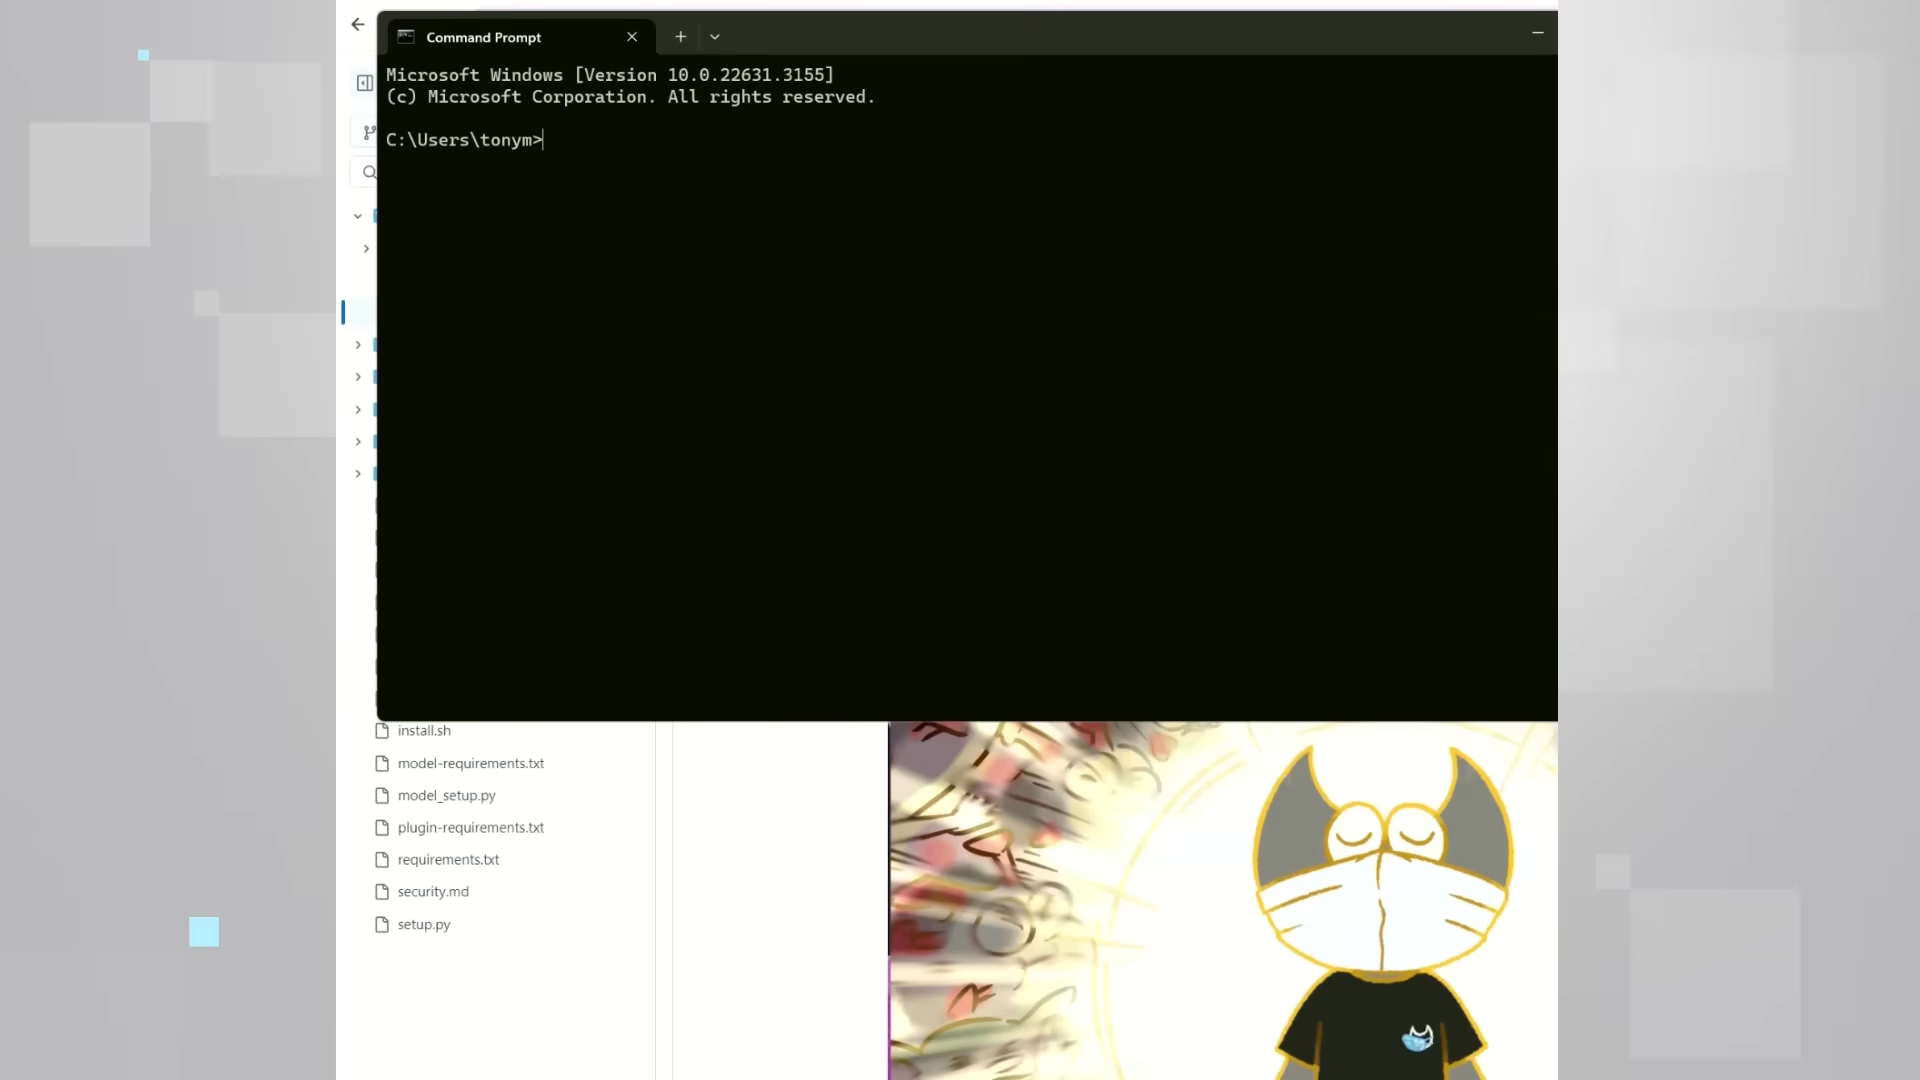 Command Prompt
Microsoft Windows [Version 10.0.22631.3155]
(c) Microsoft Corporation. All rights reserved.
C:\Users\tonym>
install.sh
model-requirements.txt
model_setup.py
plugin-requirements.txt
requirements.txt
security.md
setup.py